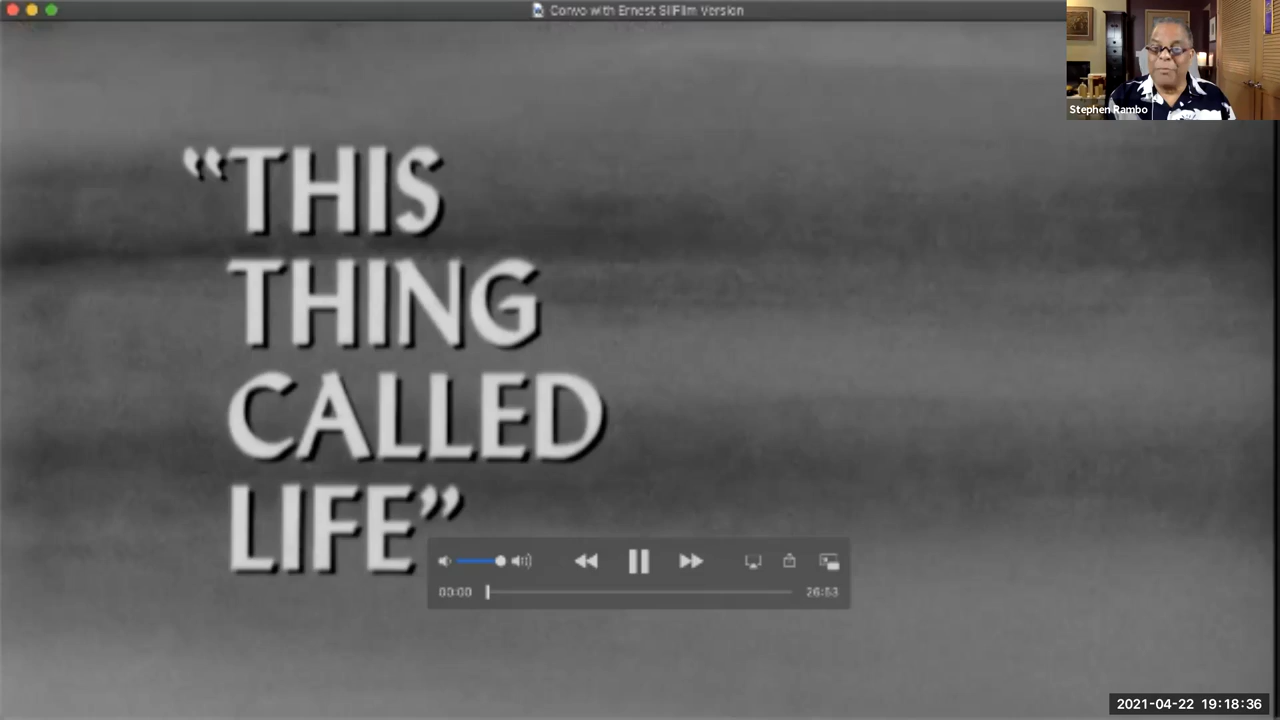 Convo with Ernest SIFilm Version
Stephen Rambo
“THIS
THING
CALLED
LIFE”
00:00
26:53
2021-04-22 19:18:36